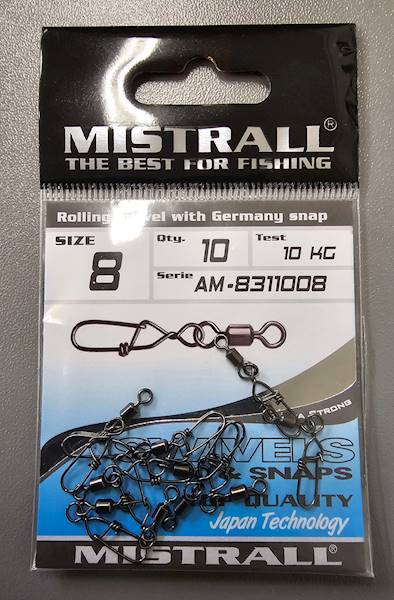 MISTRALL®
THE BEST FOR FISHING
Rolling swivel with Germany snap
SIZE Qty. 10 Test 10 KG
8
Serie AM-8311008
STRONG
SWIVELS
& SNAPS
QUALITY
Japan Technology
MISTRALL